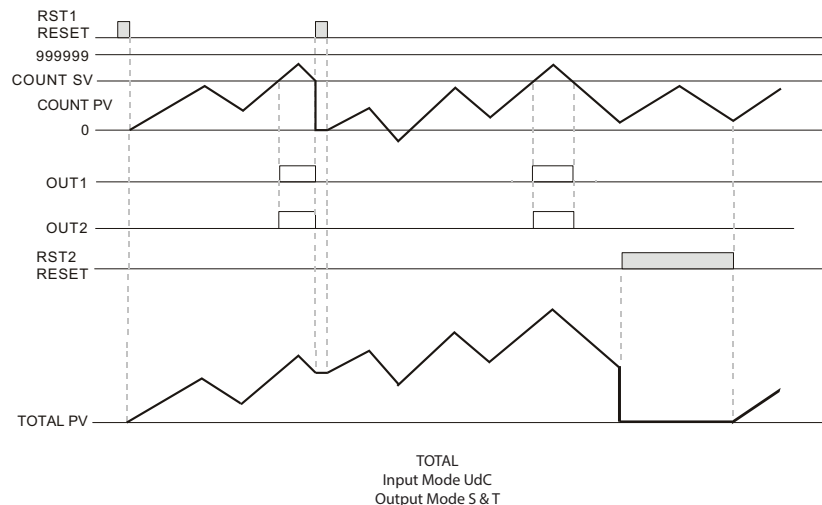 RST1
RESET
999999
COUNT SV
COUNT PV
0
OUT1
OUT2
RST2
RESET
TOTAL PV
TOTAL
Input Mode UdC
Output Mode S & T